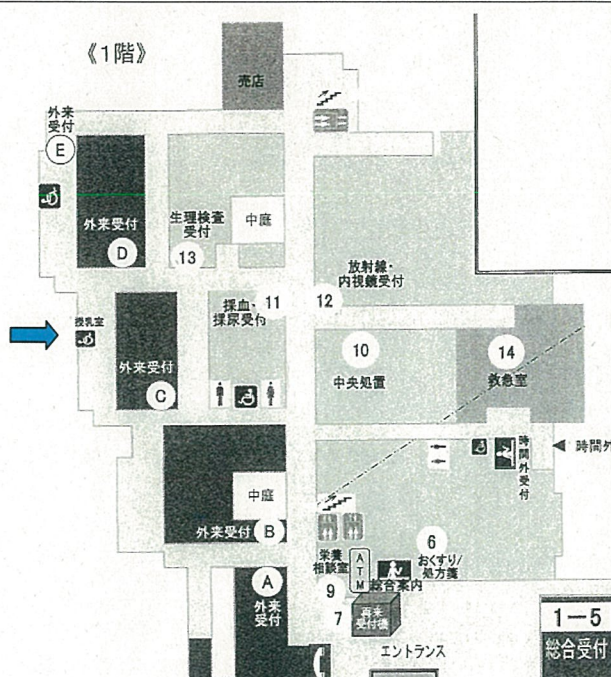 《1階》
売店
外来
受付
E
外来受付
D
生理検査
受付
13
中庭
放射線・
内視鏡受付
12
採血・
採尿受付
11
授乳室
外来受付
C
10
中央処置
14
救急室
時間外受付
時間外
中庭
外来受付
B
A
外来
受付
栄養
相談室
9
ATM
総合案内
6
おくすり/
処方箋
7
再来
受付機
エントランス
1-5
総合受付